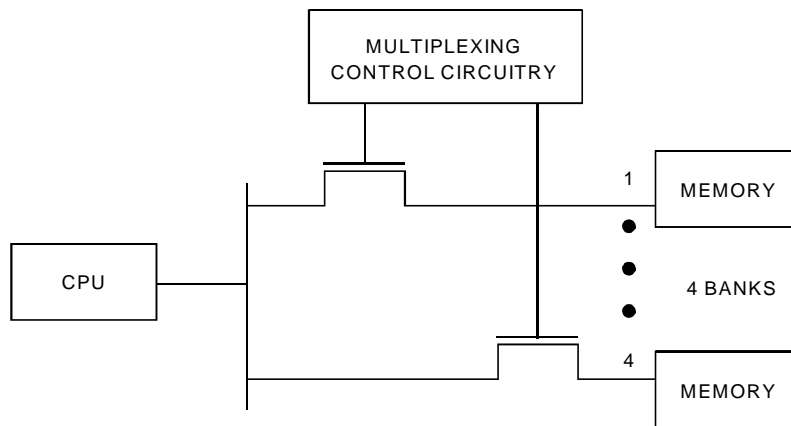 MULTIPLEXING
CONTROL CIRCUITRY
1
MEMORY
CPU
4 BANKS
4
MEMORY